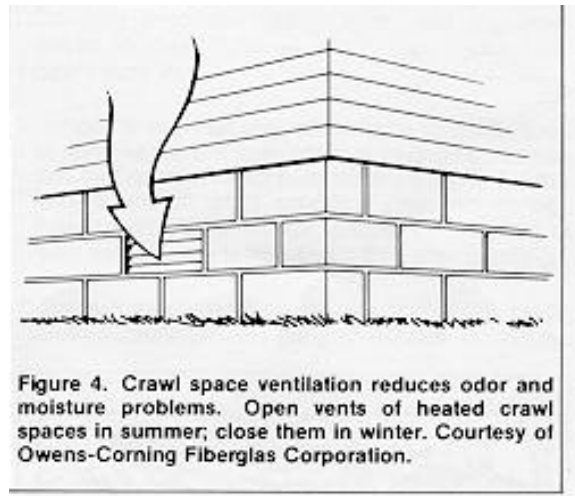 Figure 4. Crawl space ventilation reduces odor and
moisture problems. Open vents of heated crawl
spaces in summer; close them in winter. Courtesy of
Owens-Corning Fiberglas Corporation.